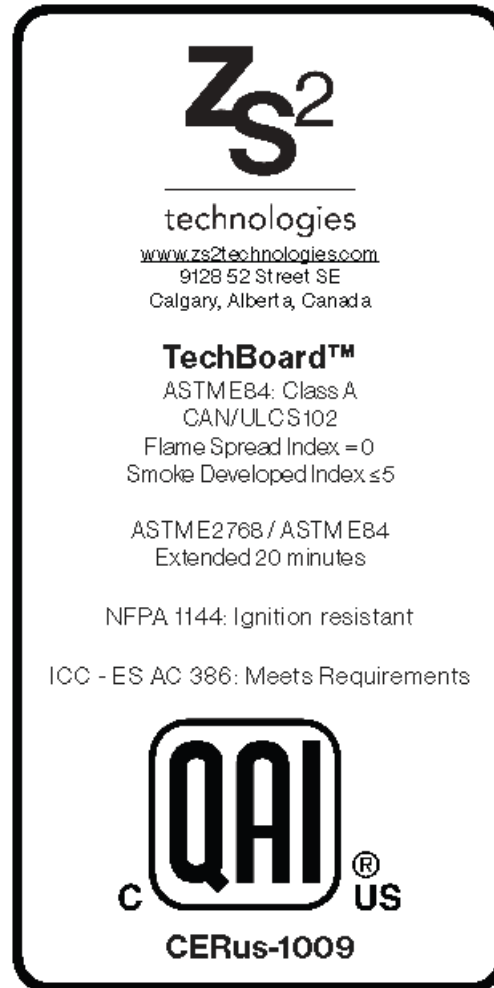 ZS2
technologies
www.zs2technologies.com
9128 52 Street SE
Calgary, Alberta, Canada
TechBoard™
ASTM E84: Class A
CAN/ULC S102
Flame Spread Index = 0
Smoke Developed Index ≤5
ASTM E2768 / ASTM E84
Extended 20 minutes
NFPA 1144: Ignition resistant
ICC - ES AC 386: Meets Requirements
QAI
C ® US
CERus-1009